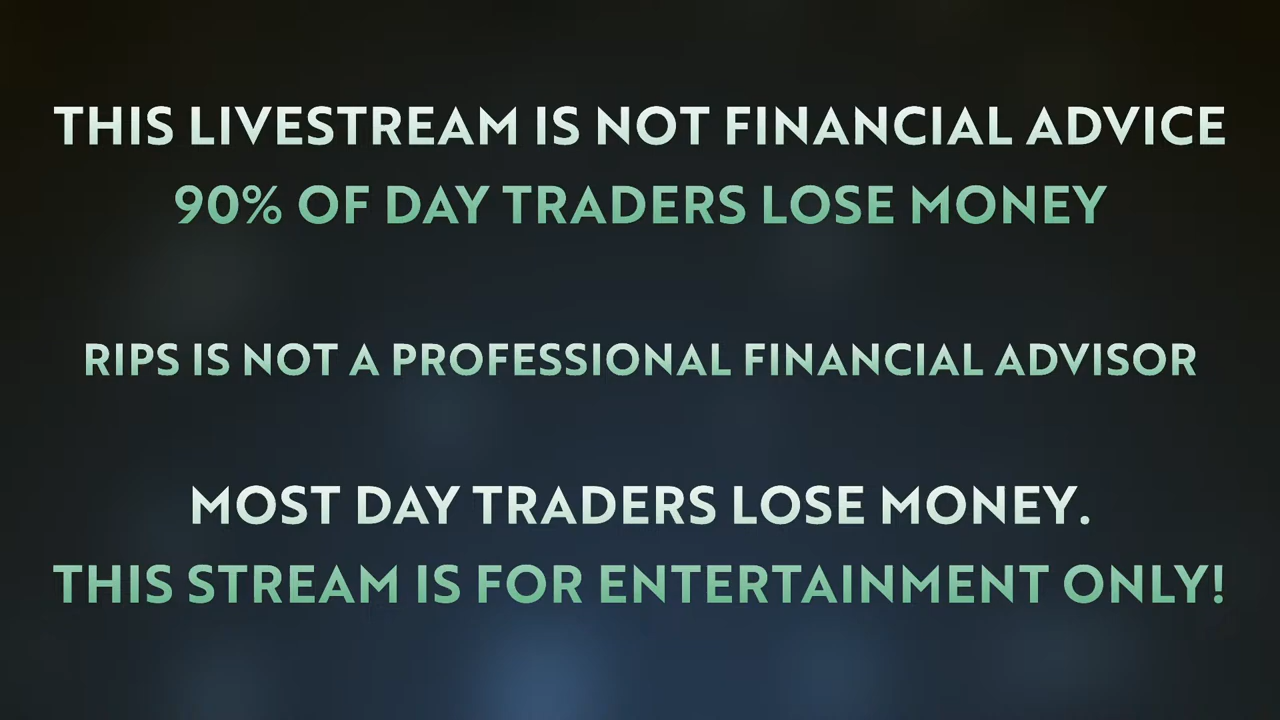 THIS LIVESTREAM IS NOT FINANCIAL ADVICE
90% OF DAY TRADERS LOSE MONEY
RIPS IS NOT A PROFESSIONAL FINANCIAL ADVISOR
MOST DAY TRADERS LOSE MONEY.
THIS STREAM IS FOR ENTERTAINMENT ONLY!